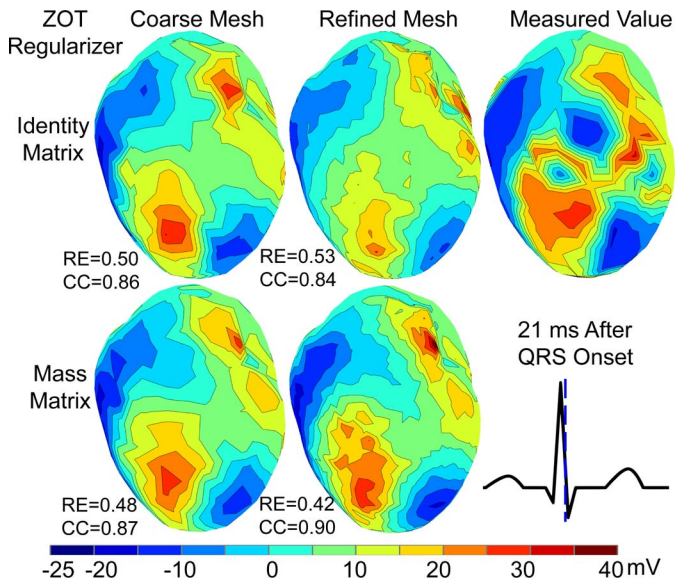 ZOT
Regularizer
Coarse Mesh
Refined Mesh
Measured Value
Identity
Matrix
RE=0.50
CC=0.86
RE=0.53
CC=0.84
Mass
Matrix
21 ms After
QRS Onset
RE=0.48
CC=0.87
RE=0.42
CC=0.90
-25 -20 -10 0 10 20 30 40 mV